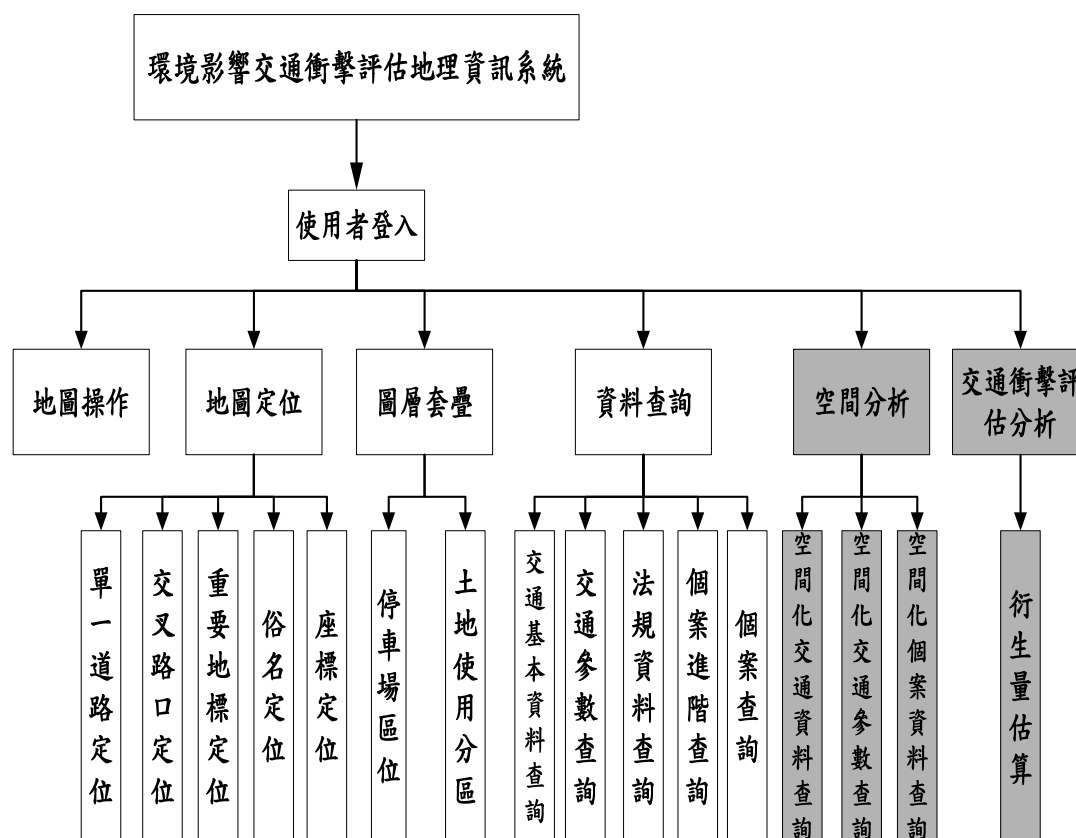 環境影響交通衝擊評估地理資訊系統
使用者登入
地圖操作
地圖定位
圖層套疊
資料查詢
空間分析
交通衝擊評
估分析
單一道路定位
交叉路口定位
重要地標定位
俗名定位
座標定位
停車場區位
土地使用分區
交通基本資料查詢
交通參數查詢
法規資料查詢
個案進階查詢
個案查詢
空間化交通資料查詢
空間化交通參數查詢
空間化個案資料查詢
衍生量估算